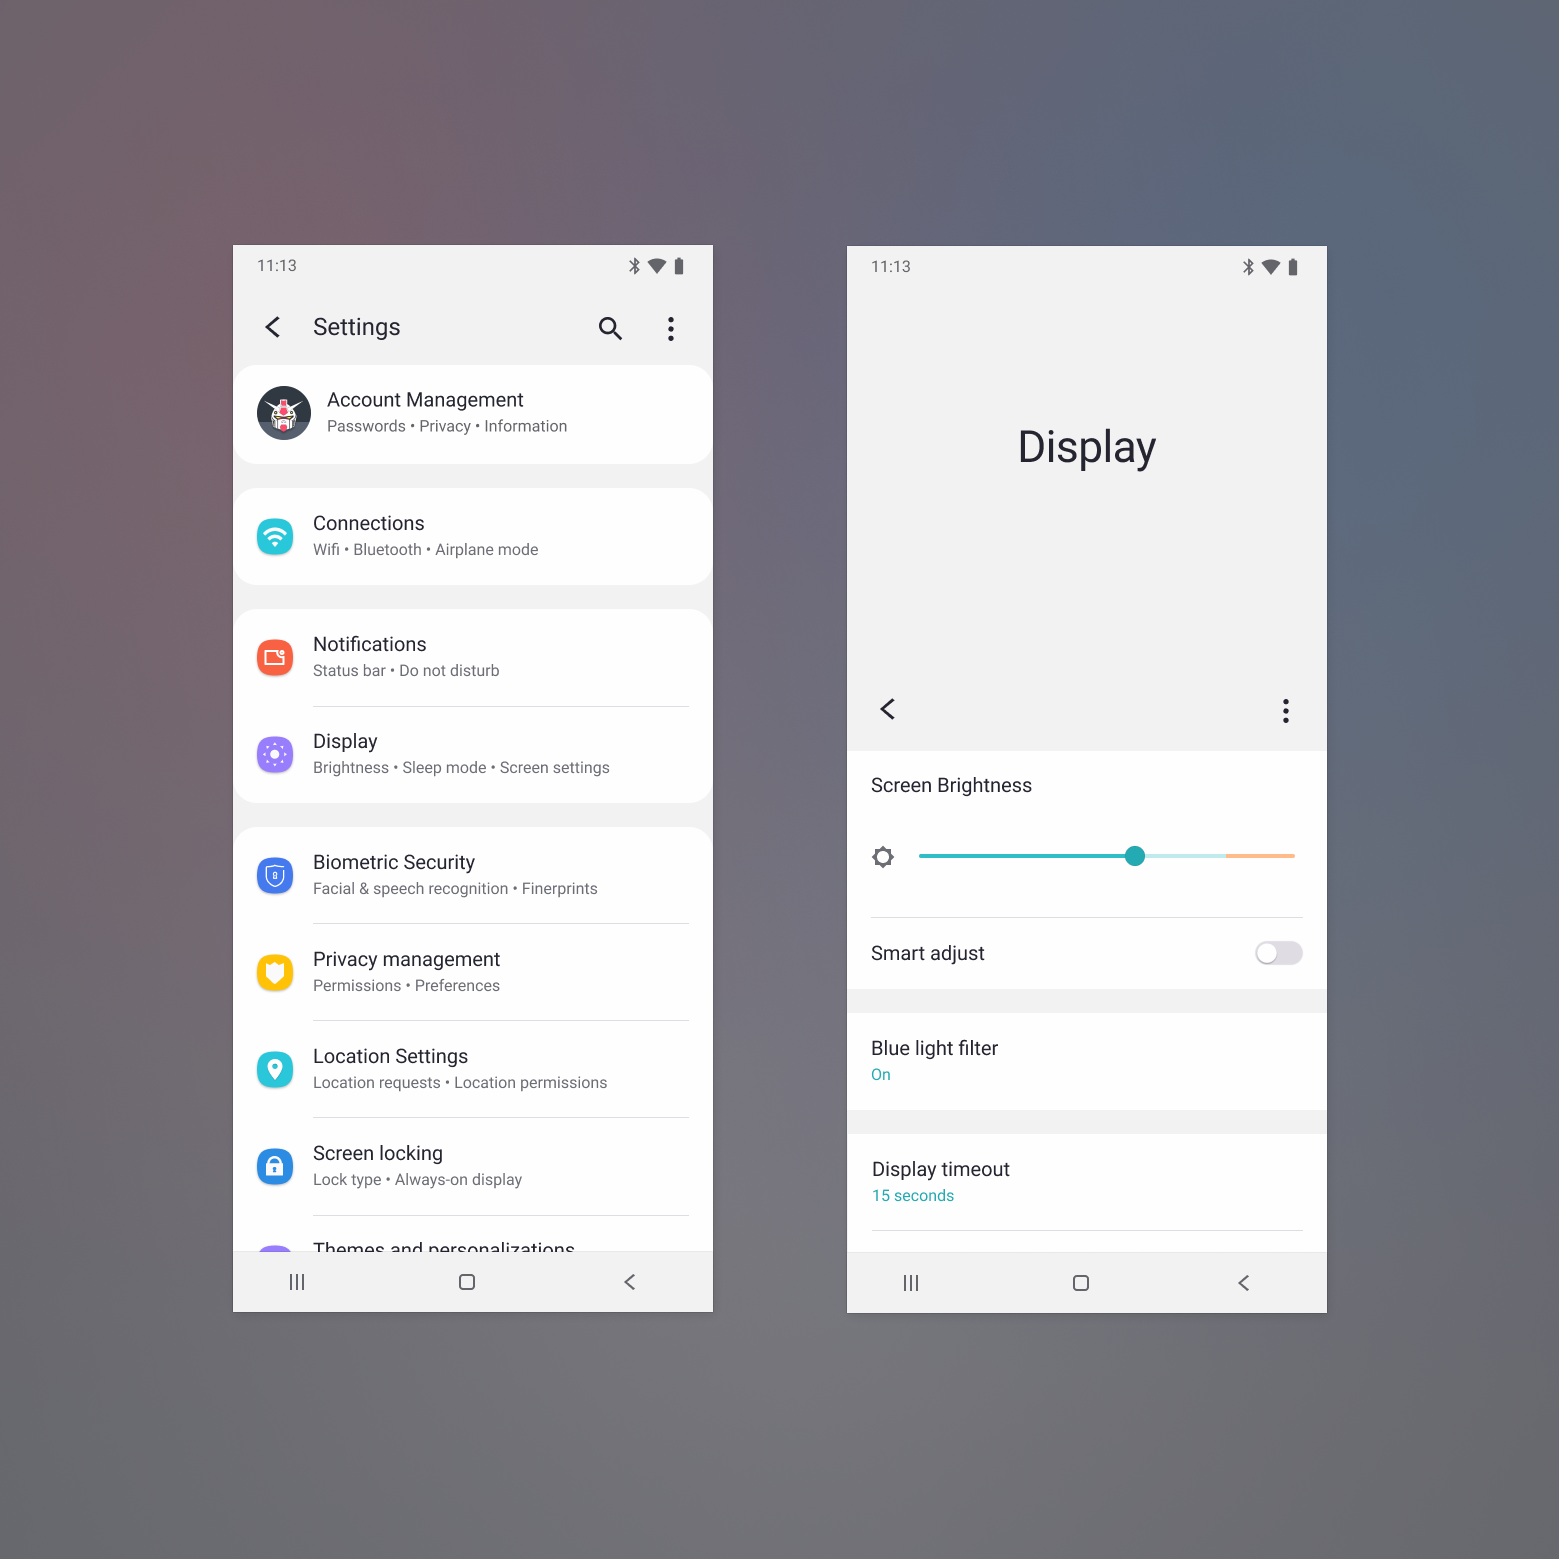 11:13
Settings
Account Management
Passwords • Privacy • Information
Connections
Wifi • Bluetooth • Airplane mode
Notifications
Status bar • Do not disturb
Display
Brightness • Sleep mode • Screen settings
Biometric Security
Facial & speech recognition • Finerprints
Privacy management
Permissions • Preferences
Location Settings
Location requests • Location permissions
Screen locking
Lock type • Always-on display
Themes and personalizations
11:13
Display
Screen Brightness
Smart adjust
Blue light filter
On
Display timeout
15 seconds